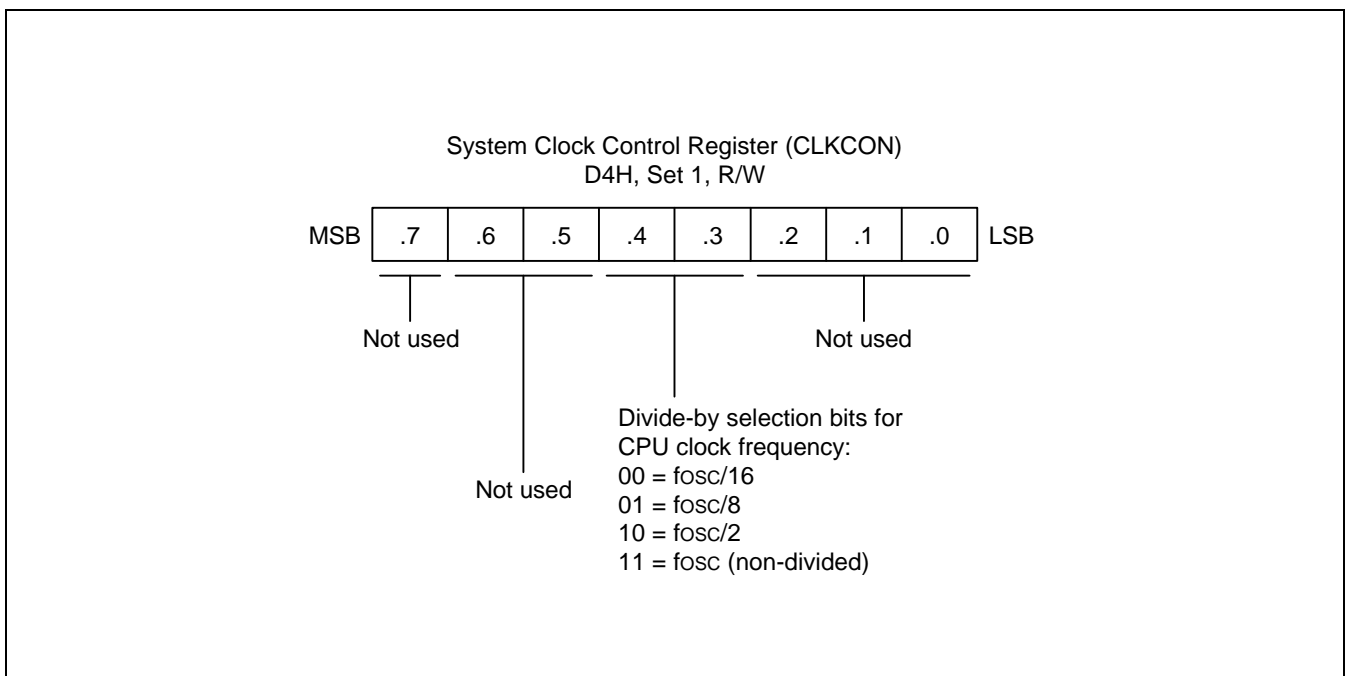 System Clock Control Register (CLKCON)
D4H, Set 1, R/W
MSB .7 .6 .5 .4 .3 .2 .1 .0 LSB
Not used
Not used
Divide-by selection bits for
CPU clock frequency:
00 = fosc/16
01 = fosc/8
10 = fosc/2
11 = fosc (non-divided)
Not used